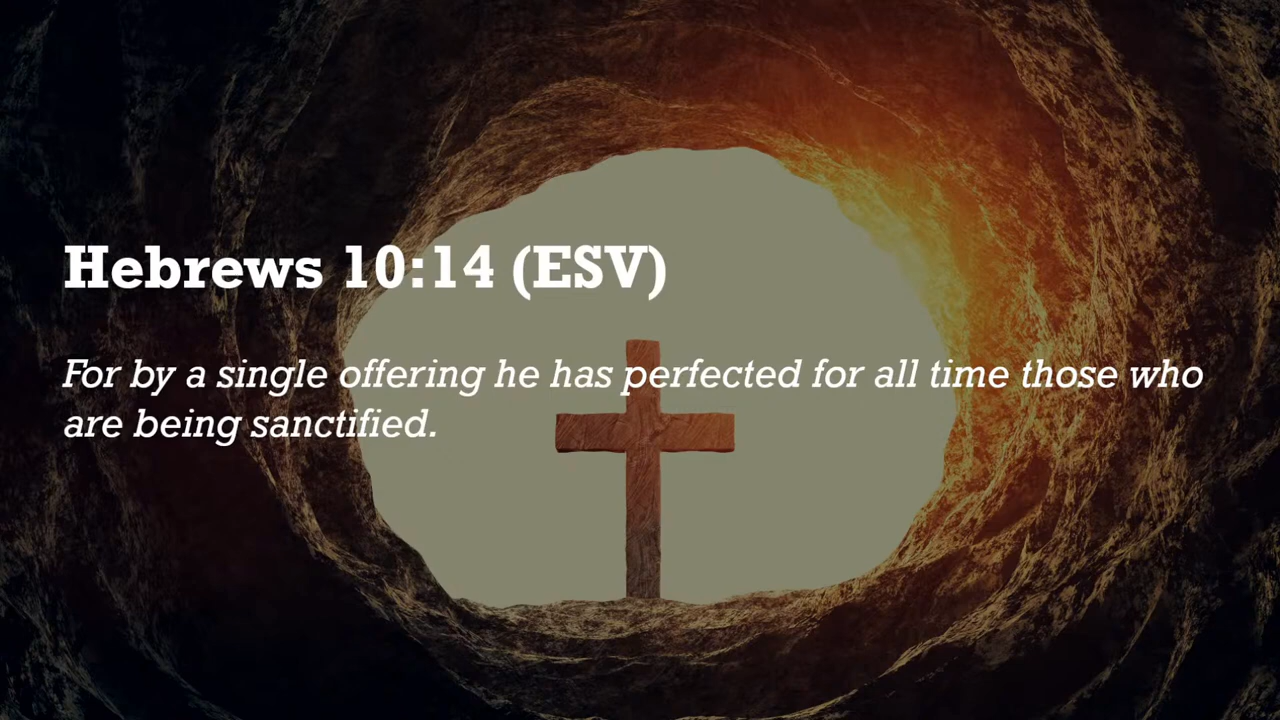 Hebrews 10:14 (ESV)
For by a single offering he has perfected for all time those who
are being sanctified.